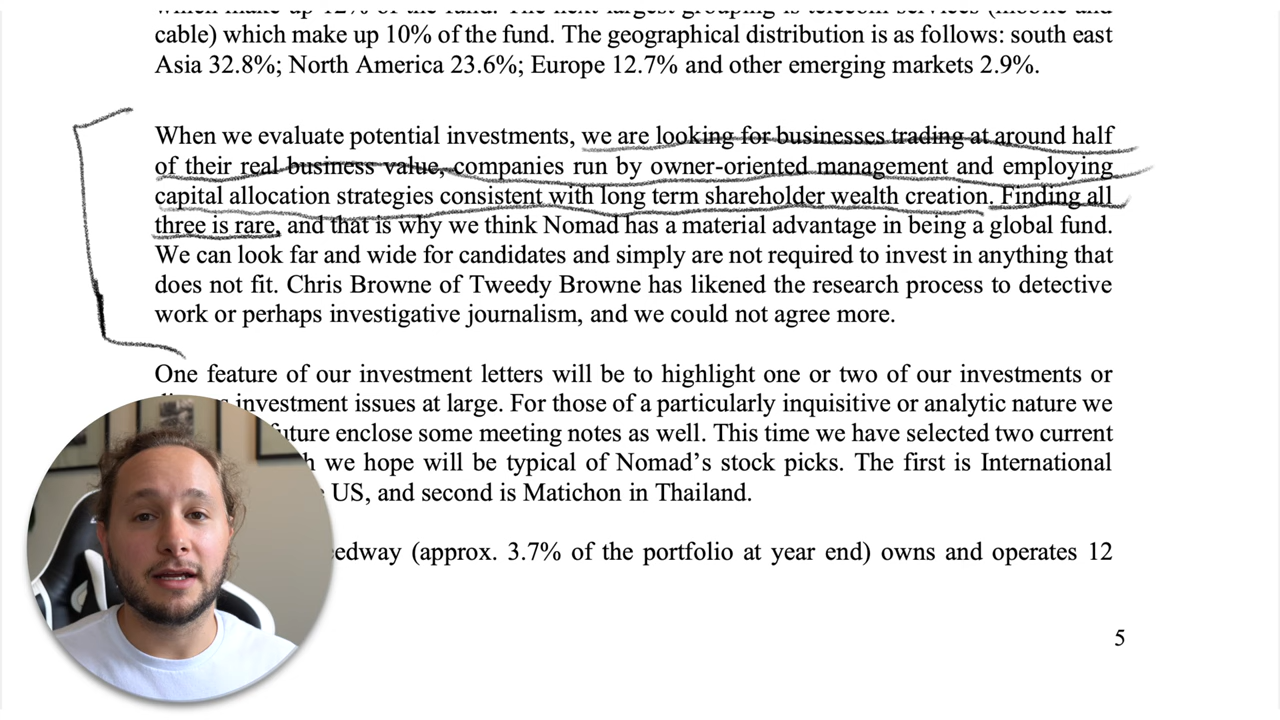 cable) which make up 10% of the fund. The geographical distribution is as follows: south east
Asia 32.8%; North America 23.6%; Europe 12.7% and other emerging markets 2.9%.
When we evaluate potential investments, we are looking for businesses trading at around half
of their real business value, companies run by owner-oriented management and employing
capital allocation strategies consistent with long term shareholder wealth creation. Finding all
three is rare, and that is why we think Nomad has a material advantage in being a global fund.
We can look far and wide for candidates and simply are not required to invest in anything that
does not fit. Chris Browne of Tweedy Browne has likened the research process to detective
work or perhaps investigative journalism, and we could not agree more.
One feature of our investment letters will be to highlight one or two of our investments or
investment issues at large. For those of a particularly inquisitive or analytic nature we
enclose some meeting notes as well. This time we have selected two current
we hope will be typical of Nomad's stock picks. The first is International
US, and second is Matichon in Thailand.
(approx. 3.7% of the portfolio at year end) owns and operates 12
5